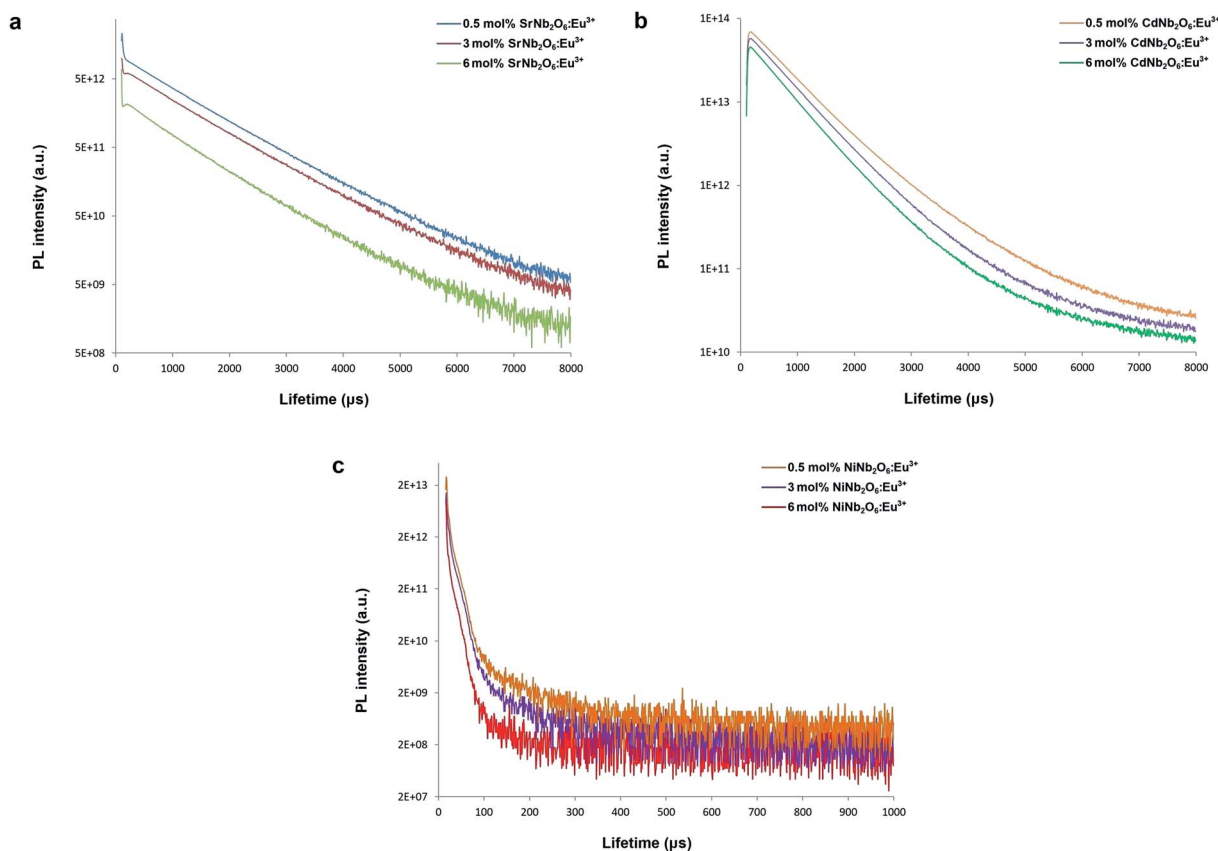 a
0.5 mol% SrNb₂O₆:Eu³⁺
3 mol% SrNb₂O₆:Eu³⁺
6 mol% SrNb₂O₆:Eu³⁺
PL intensity (a.u.)
5E+12
5E+11
5E+10
5E+09
5E+08
0 1000 2000 3000 4000 5000 6000 7000 8000
Lifetime (µs)
b
0.5 mol% CdNb₂O₆:Eu³⁺
3 mol% CdNb₂O₆:Eu³⁺
6 mol% CdNb₂O₆:Eu³⁺
PL intensity (a.u.)
1E+14
1E+13
1E+12
1E+11
1E+10
0 1000 2000 3000 4000 5000 6000 7000 8000
Lifetime (µs)
c
0.5 mol% NiNb₂O₆:Eu³⁺
3 mol% NiNb₂O₆:Eu³⁺
6 mol% NiNb₂O₆:Eu³⁺
PL intensity (a.u.)
2E+13
2E+12
2E+11
2E+10
2E+09
2E+08
2E+07
0 100 200 300 400 500 600 700 800 900 1000
Lifetime (µs)